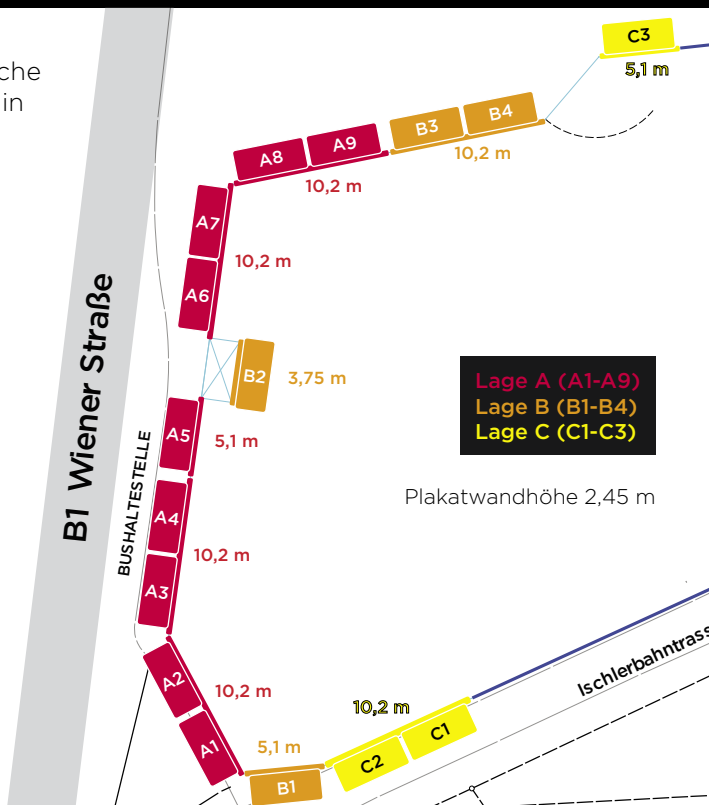 che
in
C3
5,1 m
B4
B3
10,2 m
A9
A8
10,2 m
A7
10,2 m
A6
B2
3,75 m
B1 Wiener Straße
Lage A (A1-A9)
Lage B (B1-B4)
Lage C (C1-C3)
A5
5,1 m
BUSHALTESTELLE
Plakatwandhöhe 2,45 m
A4
10,2 m
A3
Ischlerbahntrass
A2
10,2 m
10,2 m
A1
5,1 m
C1
C2
B1